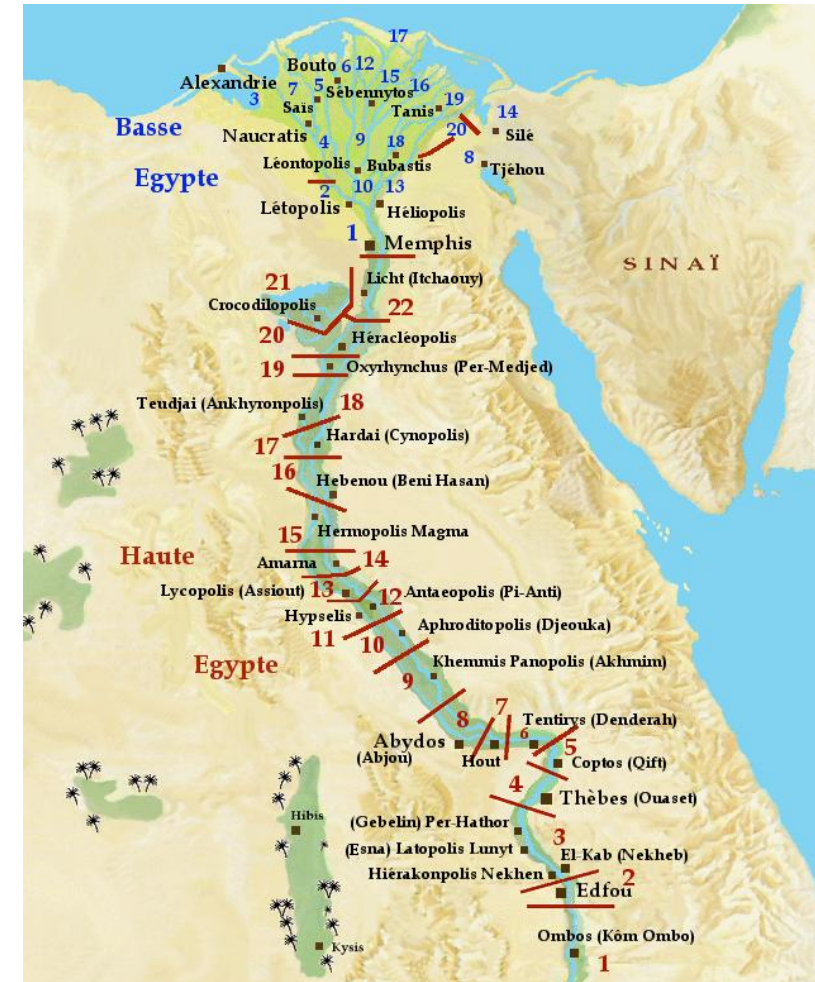 17
Bouto
6
12
Alexandrie
3
7
5
Sébennytos
15
16
Saïs
Tanis
19
14
Basse
Naucratis
20
Silé
4
9
18
Léontopolis
Bubastis
8
Tjéhou
Egypte
2
10
13
Létopolis
Héliopolis
1
Memphis
SINAÏ
21
Licht (Itchaouy)
Crocodilopolis
22
20
Héracléopolis
19
Oxyrhynchus (Per-Medjed)
Teudjai (Ankhyronpolis)
18
17
Hardai (Cynopolis)
16
Hebenou (Beni Hasan)
15
Hermopolis Magma
Haute
Amarna
14
Lycopolis (Assiout)
13
12
Antaeopolis (Pi-Anti)
Hypselis
11
10
Aphroditopolis (Djeouka)
Egypte
9
Khemmis Panopolis (Akhmim)
8
7
Tentirys (Denderah)
6
Abydos
(Abjou)
Hout
5
Coptos (Qift)
4
Thèbes (Ouaset)
Hibis
(Gebelin) Per-Hathor
3
(Esna) Latopolis Lunyt
El-Kab (Nekheb)
Hiérakonpolis Nekhen
2
Edfou
Ombos (Kôm Ombo)
Kysis
1